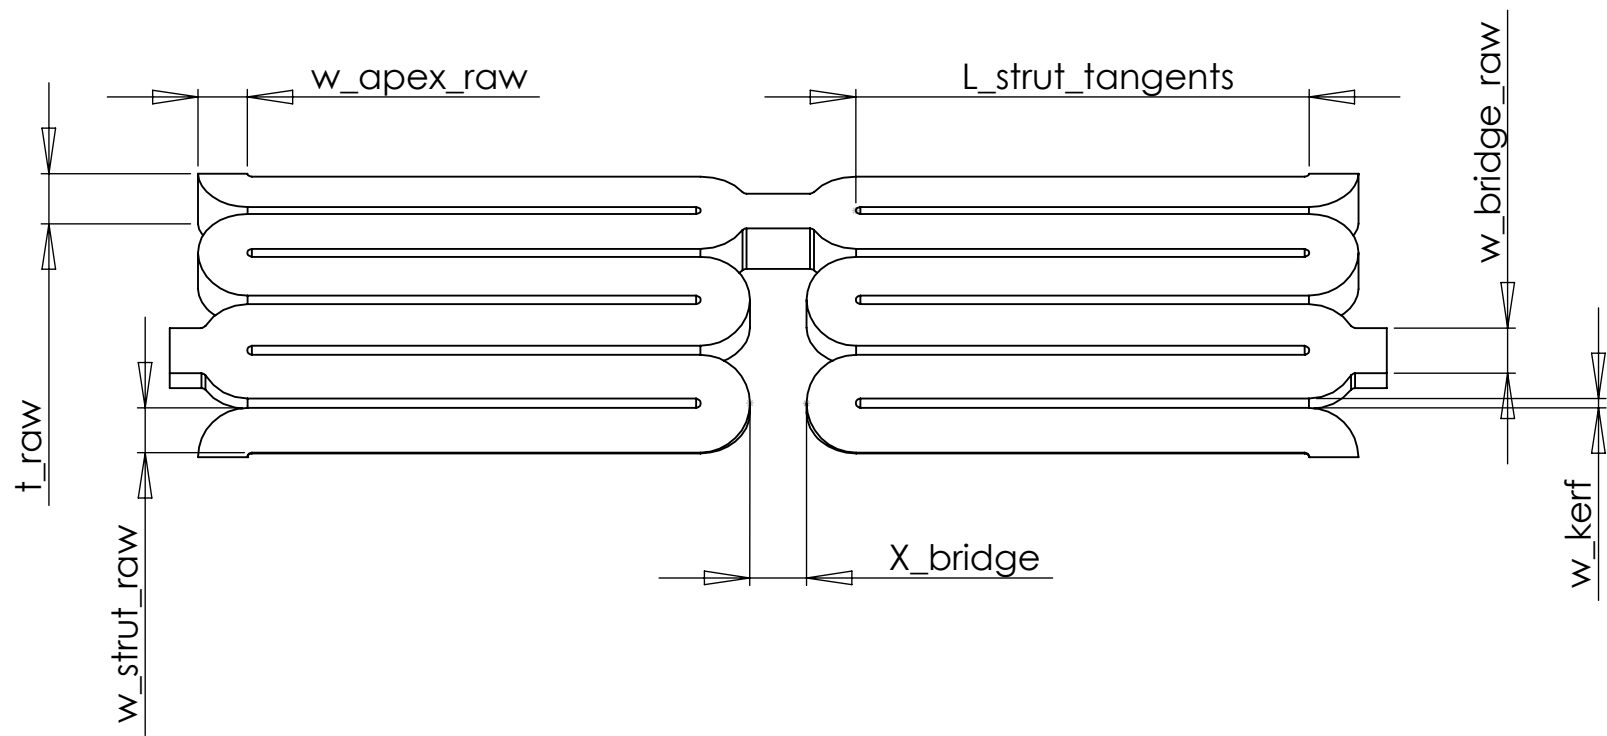 w_apex_raw
L_strut_tangents
w_bridge_raw
t_raw
w_strut_raw
X_bridge
w_kerf